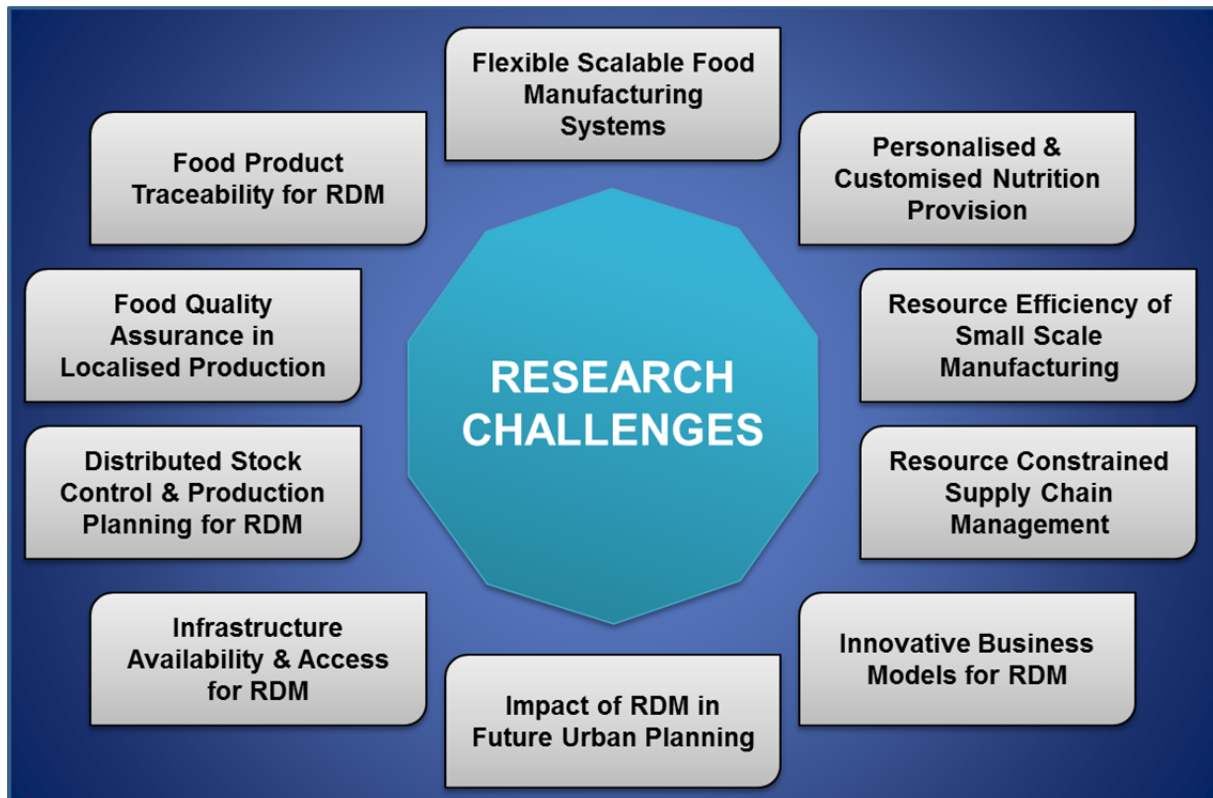 Flexible Scalable Food
Manufacturing
Systems
Personalised &
Customised Nutrition
Provision
Resource Efficiency of
Small Scale
Manufacturing
Resource Constrained
Supply Chain
Management
Innovative Business
Models for RDM
Impact of RDM in
Future Urban Planning
Infrastructure
Availability & Access
for RDM
Distributed Stock
Control & Production
Planning for RDM
Food Quality
Assurance in
Localised Production
Food Product
Traceability for RDM
RESEARCH
CHALLENGES